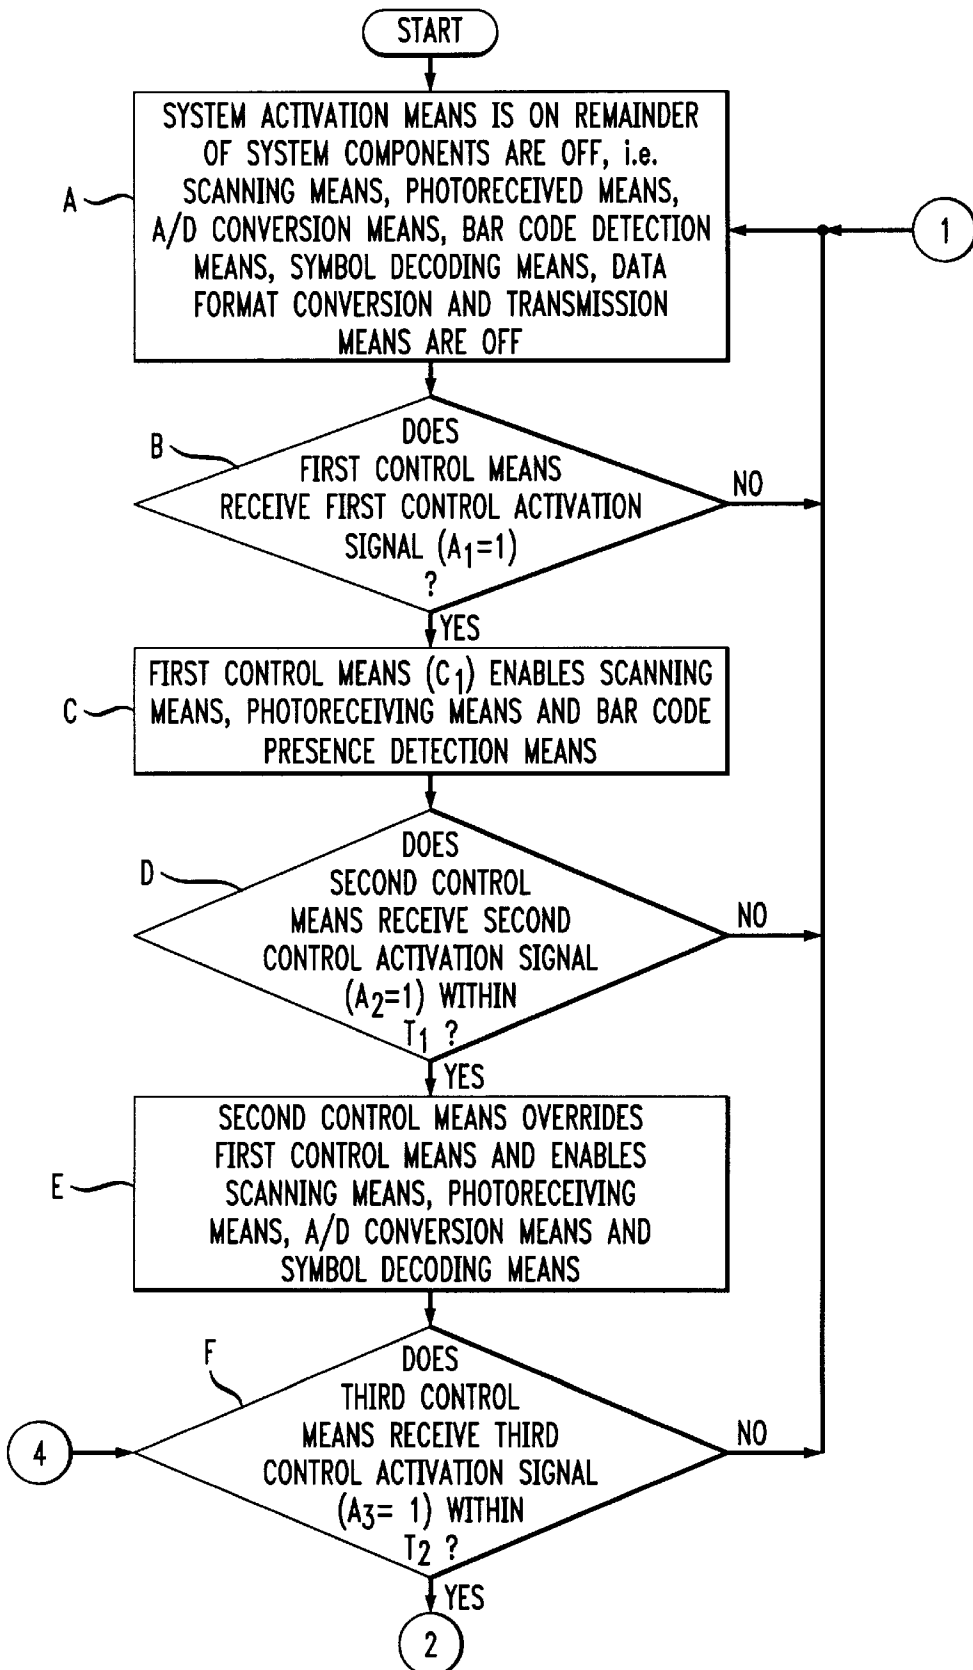 START
SYSTEM ACTIVATION MEANS IS ON REMAINDER
OF SYSTEM COMPONENTS ARE OFF, i.e.
SCANNING MEANS, PHOTORECEIVED MEANS,
A/D CONVERSION MEANS, BAR CODE DETECTION
MEANS, SYMBOL DECODING MEANS, DATA
FORMAT CONVERSION AND TRANSMISSION
MEANS ARE OFF
A
1
B
DOES
FIRST CONTROL MEANS
RECEIVE FIRST CONTROL ACTIVATION
SIGNAL (A1=1)
?
NO
YES
C
FIRST CONTROL MEANS (C1) ENABLES SCANNING
MEANS, PHOTORECEIVING MEANS AND BAR CODE
PRESENCE DETECTION MEANS
D
DOES
SECOND CONTROL
MEANS RECEIVE SECOND
CONTROL ACTIVATION SIGNAL
(A2=1) WITHIN
T1 ?
NO
YES
E
SECOND CONTROL MEANS OVERRIDES
FIRST CONTROL MEANS AND ENABLES
SCANNING MEANS, PHOTORECEIVING
MEANS, A/D CONVERSION MEANS AND
SYMBOL DECODING MEANS
F
DOES
THIRD CONTROL
MEANS RECEIVE THIRD
CONTROL ACTIVATION SIGNAL
(A3= 1) WITHIN
T2 ?
NO
4
YES
2